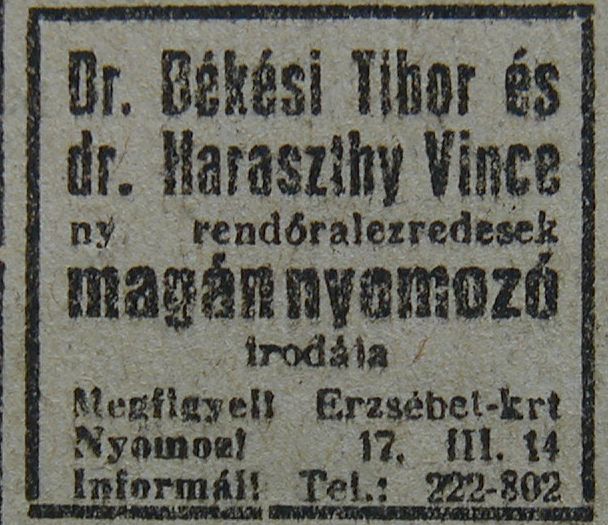 Dr. Békési Tibor és
dr. Haraszthy Vince
ny rendőralezredesek
magánnyomozó
irodája
Megfigyel! Erzsébet-krt
Nyomoz! 17. III. 14
Informál! Tel.: 222-802